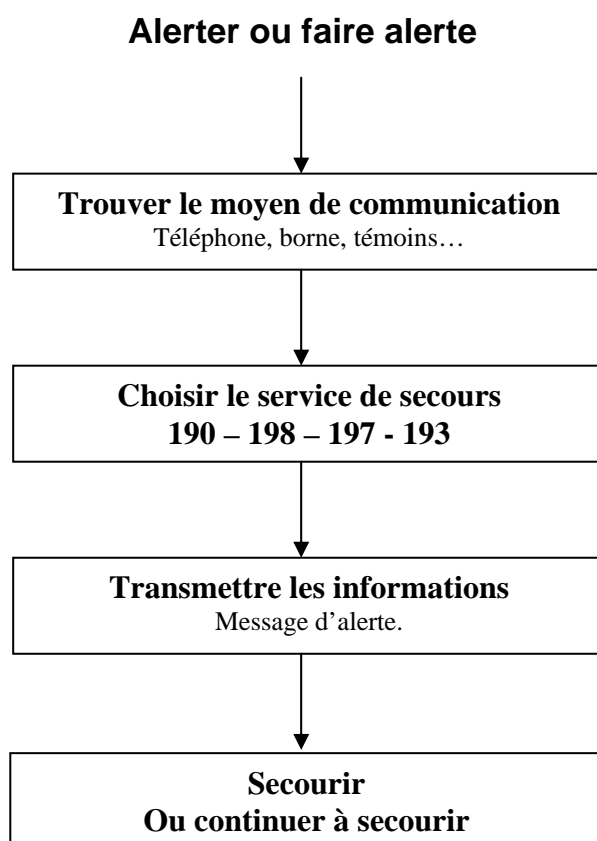 Alerter ou faire alerte
Trouver le moyen de communication
Téléphone, borne, témoins…
Choisir le service de secours
190 – 198 – 197 - 193
Transmettre les informations
Message d’alerte.
Secourir
Ou continuer à secourir